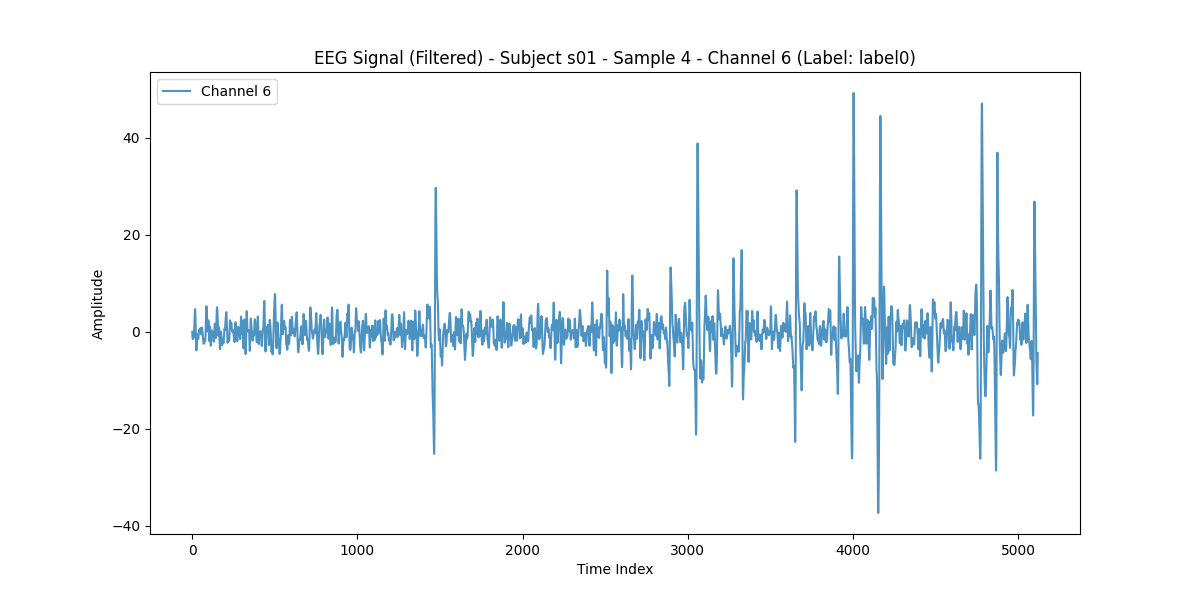 EEG Signal (Filtered) - Subject s01 - Sample 4 - Channel 6 (Label: label0)
Channel 6
Amplitude
40
20
0
−20
−40
0 1000 2000 3000 4000 5000
Time Index